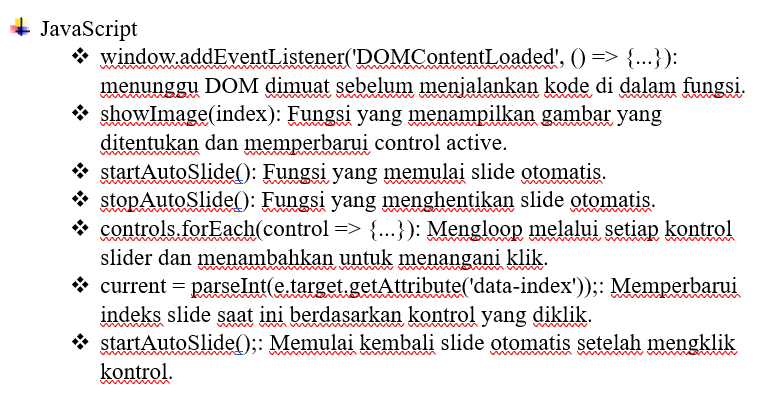 JavaScript
❖ window.addEventListener('DOMContentLoaded', () => {...}):
menunggu DOM dimuat sebelum menjalankan kode di dalam fungsi.
❖ showImage(index): Fungsi yang menampilkan gambar yang
ditentukan dan memperbarui control active.
❖ startAutoSlide(): Fungsi yang memulai slide otomatis.
❖ stopAutoSlide(): Fungsi yang menghentikan slide otomatis.
❖ controls.forEach(control => {...}): Mengloop melalui setiap kontrol
slider dan menambahkan untuk menangani klik.
❖ current = parseInt(e.target.getAttribute('data-index'));: Memperbarui
indeks slide saat ini berdasarkan kontrol yang diklik.
❖ startAutoSlide();: Memulai kembali slide otomatis setelah mengklik
kontrol.